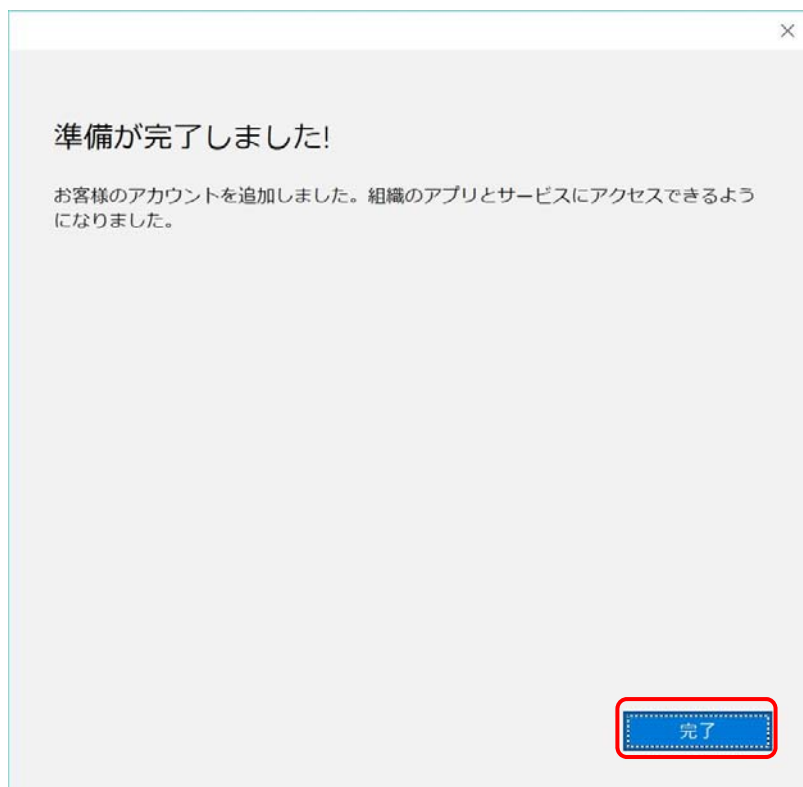 準備が完了しました!
お客様のアカウントを追加しました。組織のアプリとサービスにアクセスできるよう
になりました。
完了